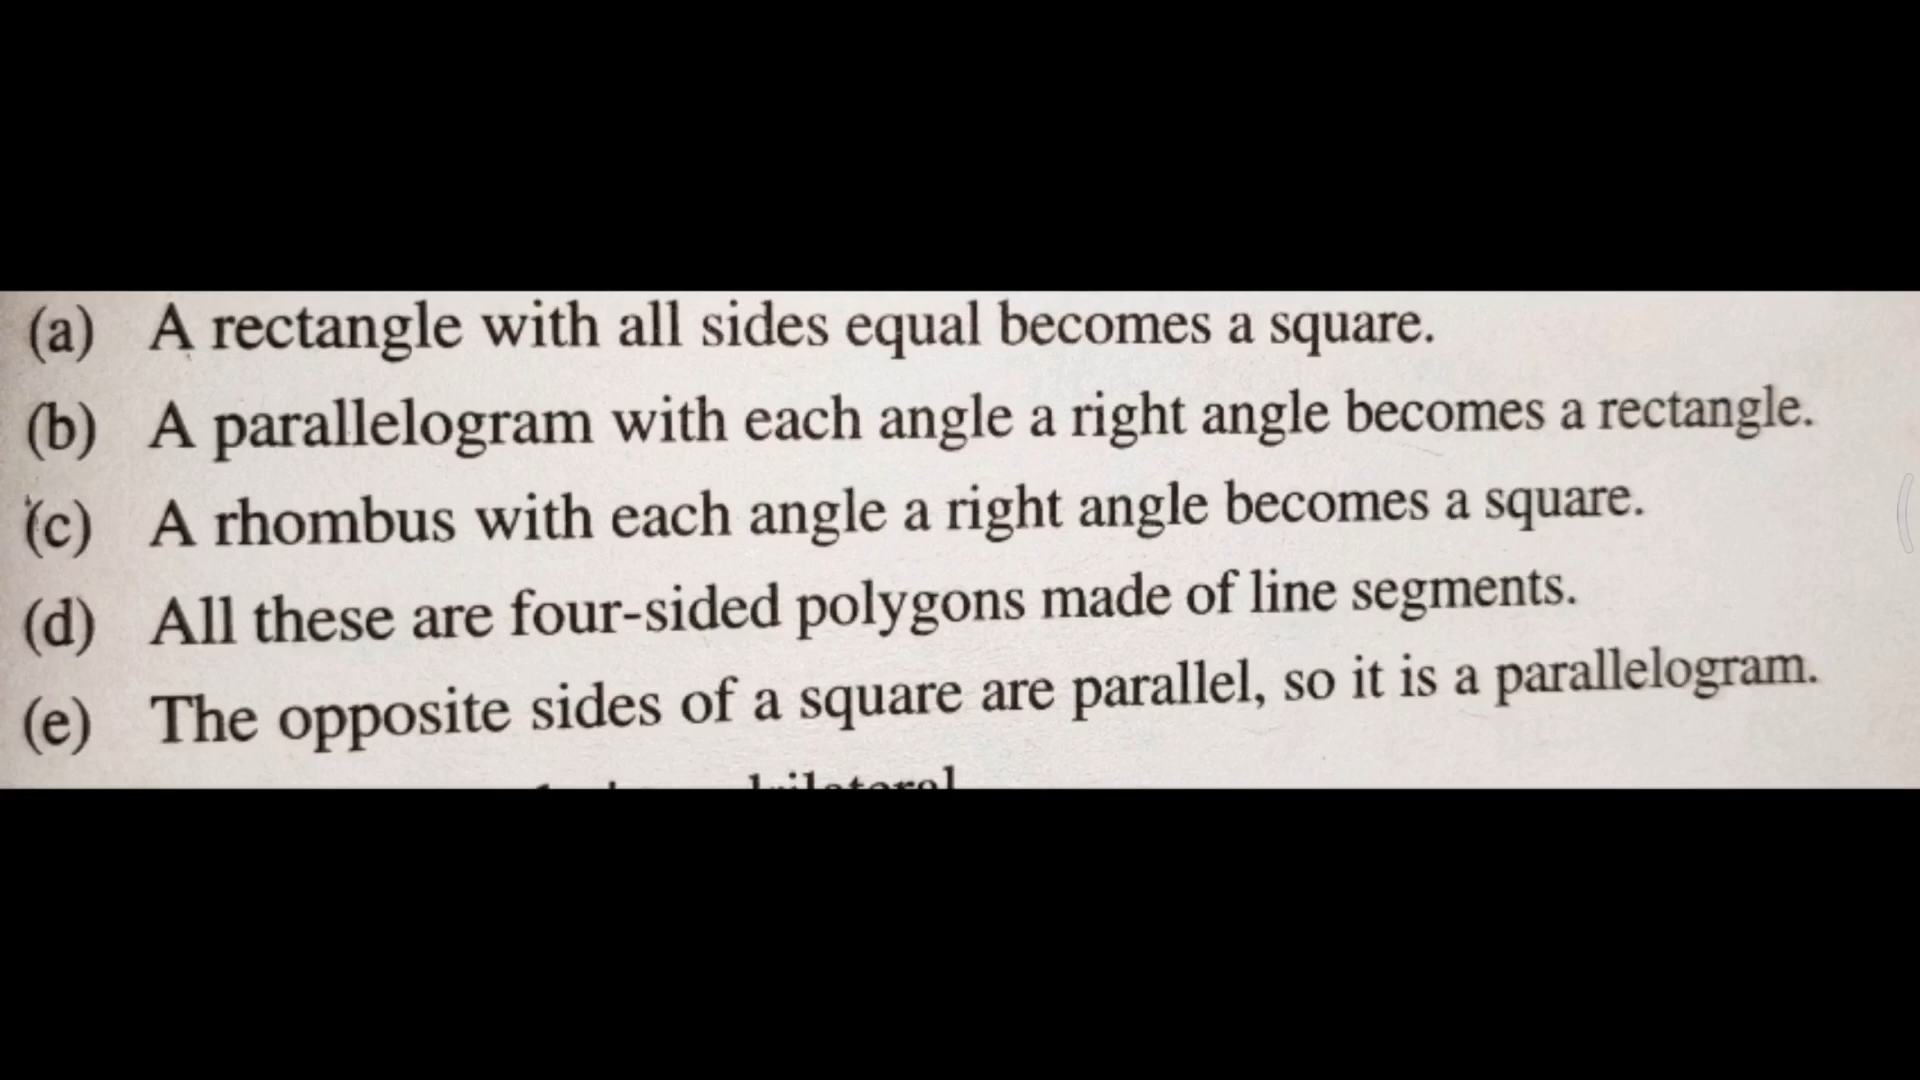 (a) A rectangle with all sides equal becomes a square.
(b) A parallelogram with each angle a right angle becomes a rectangle.
(c) A rhombus with each angle a right angle becomes a square.
(d) All these are four-sided polygons made of line segments.
(e) The opposite sides of a square are parallel, so it is a parallelogram.